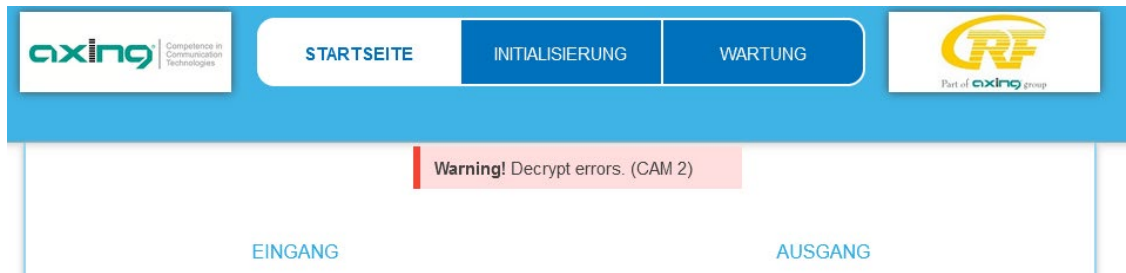 axing
Competence in
Communication
Technologies
STARTSEITE
INITIALISIERUNG
WARTUNG
CRF
Part of axing group
Warning! Decrypt errors. (CAM 2)
EINGANG
AUSGANG